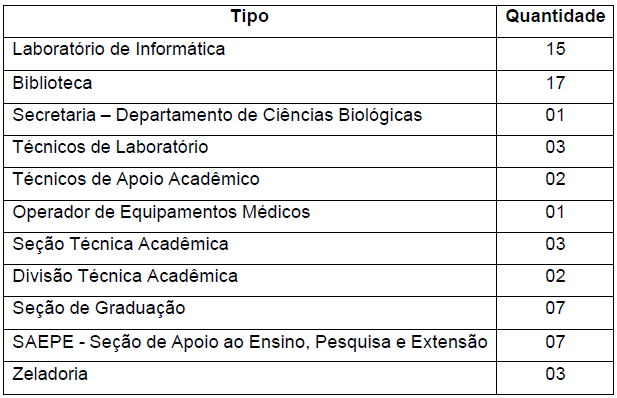 Tipo Quantidade
Laboratório de Informática 15
Biblioteca 17
Secretaria – Departamento de Ciências Biológicas 01
Técnicos de Laboratório 03
Técnicos de Apoio Acadêmico 02
Operador de Equipamentos Médicos 01
Seção Técnica Acadêmica 03
Divisão Técnica Acadêmica 02
Seção de Graduação 07
SAEPE - Seção de Apoio ao Ensino, Pesquisa e Extensão 07
Zeladoria 03